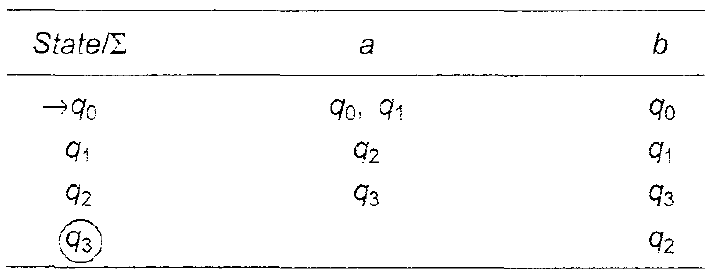 State/Σ a b
→q₀ q₀, q₁ q₀
q₁ q₂ q₁
q₂ q₃ q₃
q₃ q₂